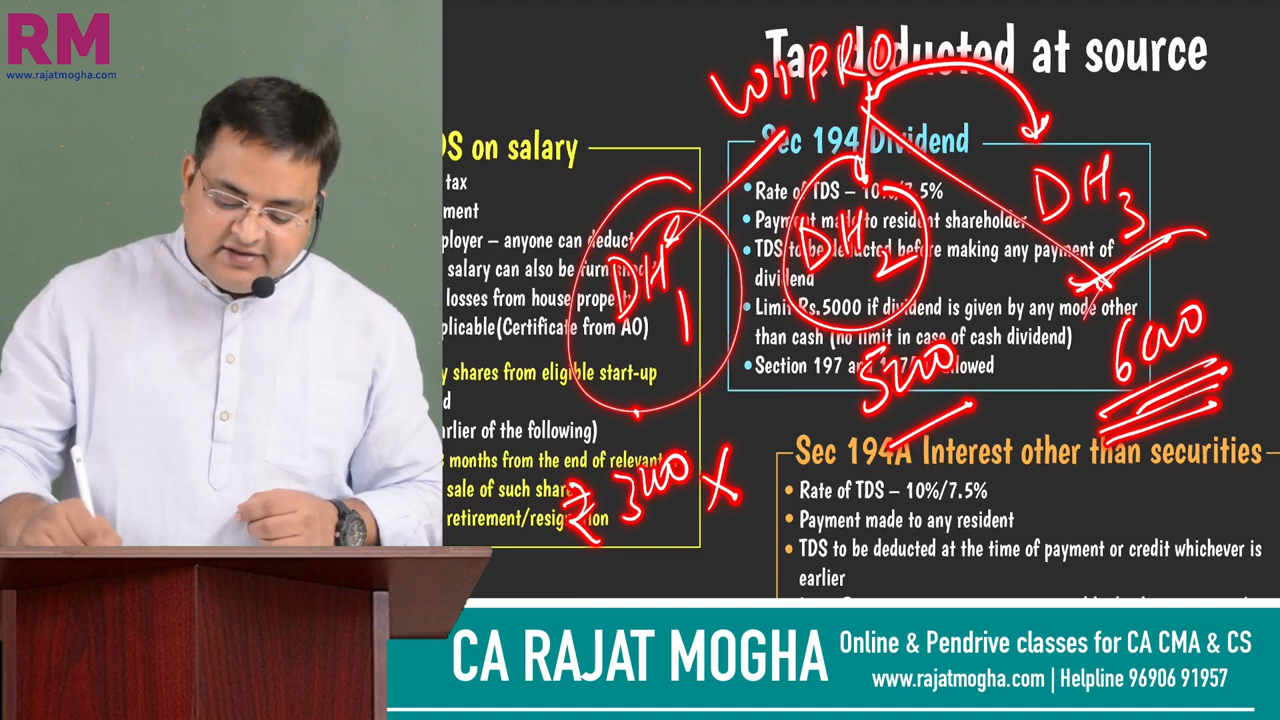 RM
www.rajatmogha.com
Tax deducted at source
WIPRO
DS on salary
tax
ment
ployer – anyone can deduct
salary can also be furnished
losses from house property
plicable(Certificate from AO)
y shares from eligible start-up
d
arlier of the following)
months from the end of relevant
sale of such share
retirement/resignation
DH 1
₹ 3000 X
Sec 194 Dividend
• Rate of TDS – 10%/7.5%
• Payment made to resident shareholder
• TDS to be deducted before making any payment of
dividend
• Limit Rs.5000 if dividend is given by any mode other
than cash (no limit in case of cash dividend)
• Section 197 and allowed
DH 2
5000
DH 3
6000
Sec 194A Interest other than securities
• Rate of TDS – 10%/7.5%
• Payment made to any resident
• TDS to be deducted at the time of payment or credit whichever is
earlier
CA RAJAT MOGHA
Online & Pendrive classes for CA CMA & CS
www.rajatmogha.com | Helpline 96906 91957